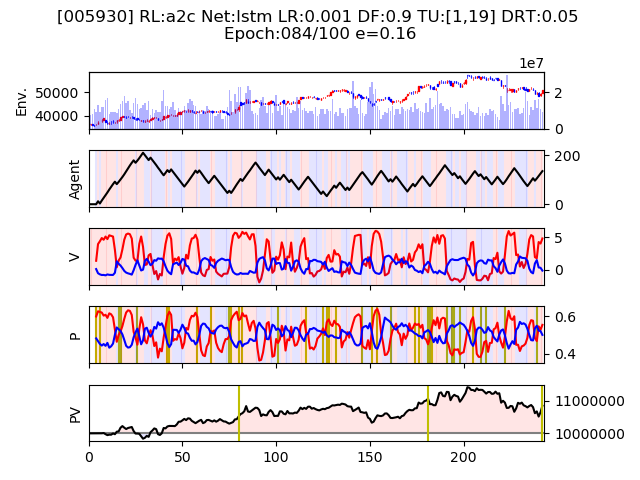 [005930] RL:a2c Net:lstm LR:0.001 DF:0.9 TU:[1,19] DRT:0.05
Epoch:084/100 e=0.16
1e7
Env.
50000
40000
2
0
Agent
200
0
V
5
0
P
0.6
0.4
PV
11000000
10000000
0 50 100 150 200